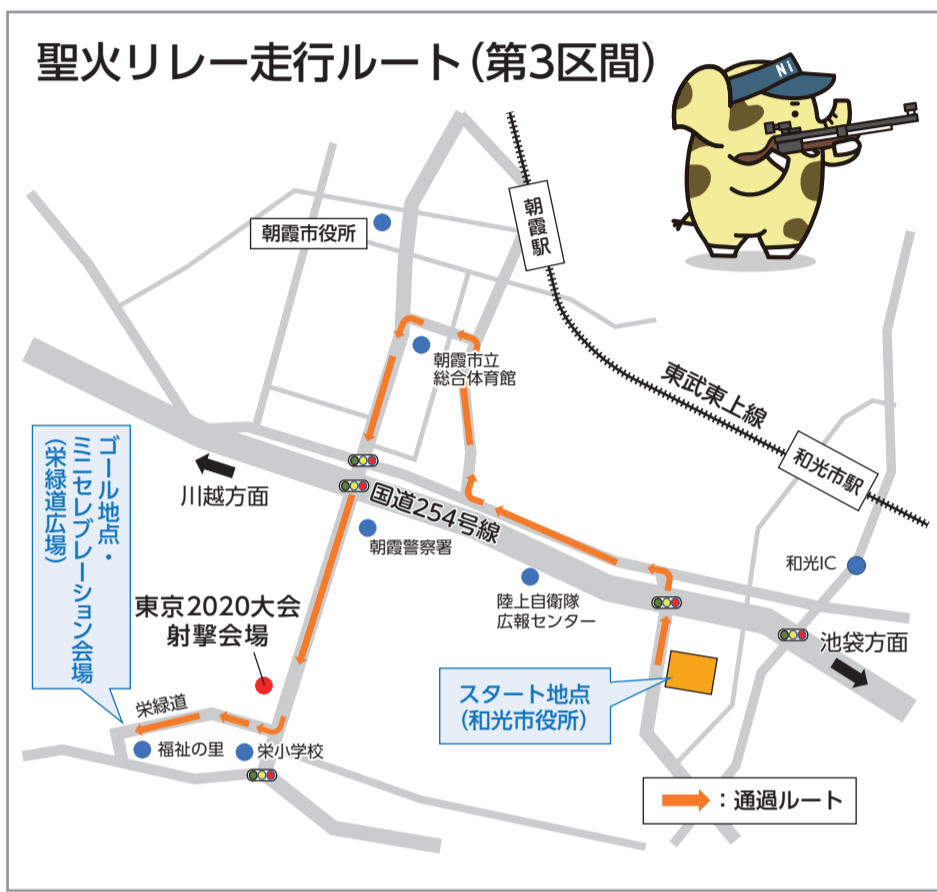 聖火リレー走行ルート(第3区間)
Ni
朝霞市役所
朝霞駅
朝霞市立
総合体育館
東武東上線
和光市駅
ゴール地点・
ミニセレブレーション会場
(栄緑道広場)
川越方面
国道254号線
朝霞警察署
和光IC
陸上自衛隊
広報センター
東京2020大会
射撃会場
池袋方面
スタート地点
(和光市役所)
栄緑道
福祉の里
栄小学校
:通過ルート